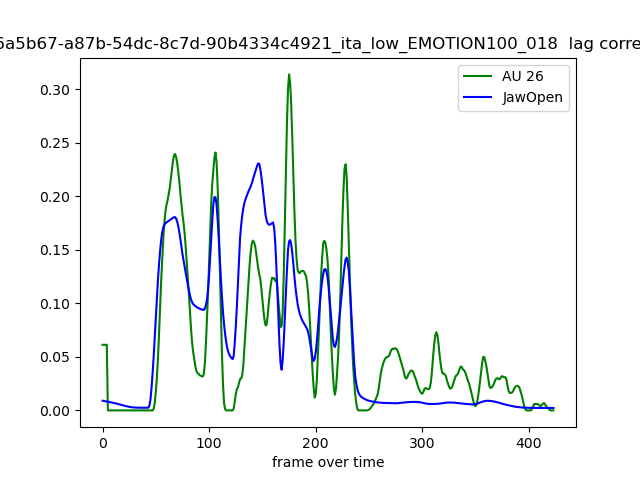 6a5b67-a87b-54dc-8c7d-90b4334c4921_ita_low_EMOTION100_018 lag corre
AU 26
JawOpen
0.30
0.25
0.20
0.15
0.10
0.05
0.00
0 100 200 300 400
frame over time